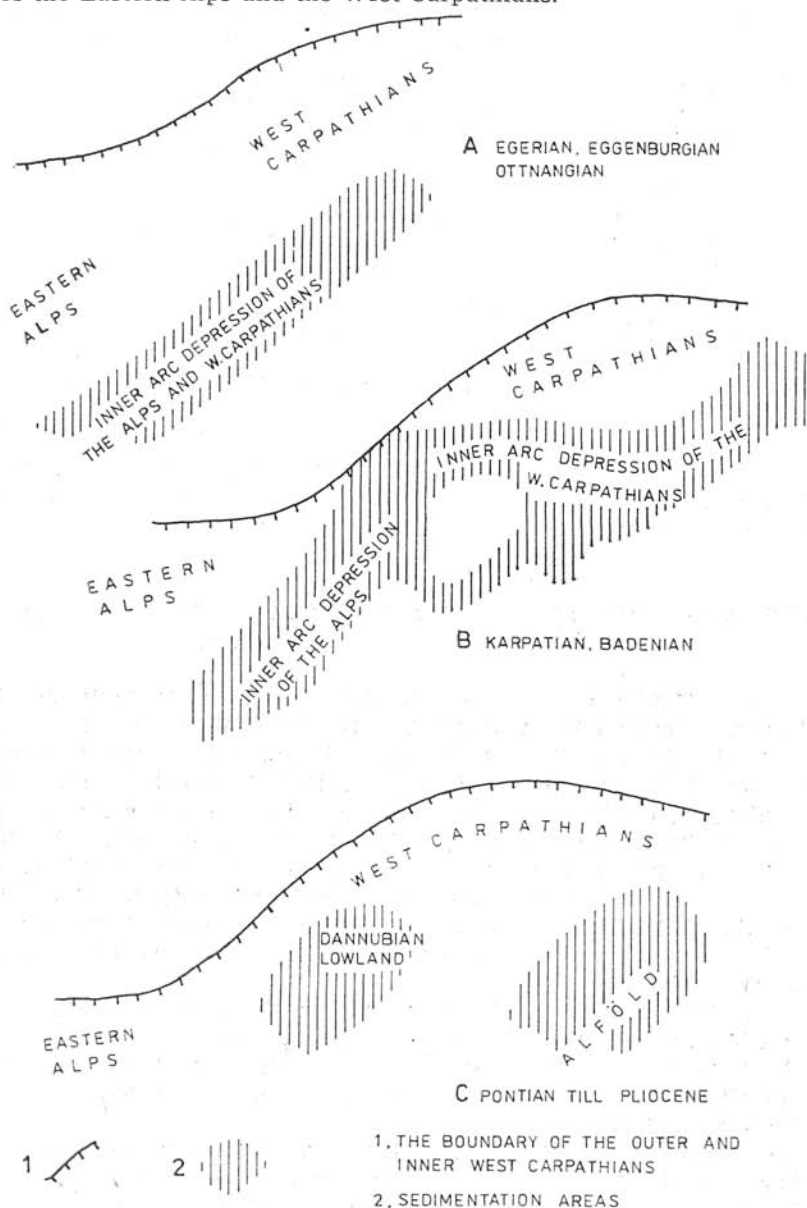 of the Eastern Alps and the West Carpathians.
WEST
CARPATHIANS
A EGERIAN, EGGENBURGIAN
OTTNANGIAN
EASTERN
ALPS
INNER ARC DEPRESSION OF
THE ALPS AND W.CARPATHIANS
WEST
CARPATHIANS
INNER ARC DEPRESSION OF THE
W.CARPATHIANS
EASTERN
ALPS
INNER ARC DEPRESSION
OF THE ALPS
B KARPATIAN, BADENIAN
WEST CARPATHIANS
DANNUBIAN
LOWLAND
ALFÖLD
EASTERN
ALPS
C PONTIAN TILL PLIOCENE
1
2
1, THE BOUNDARY OF THE OUTER AND
INNER WEST CARPATHIANS
2, SEDIMENTATION AREAS